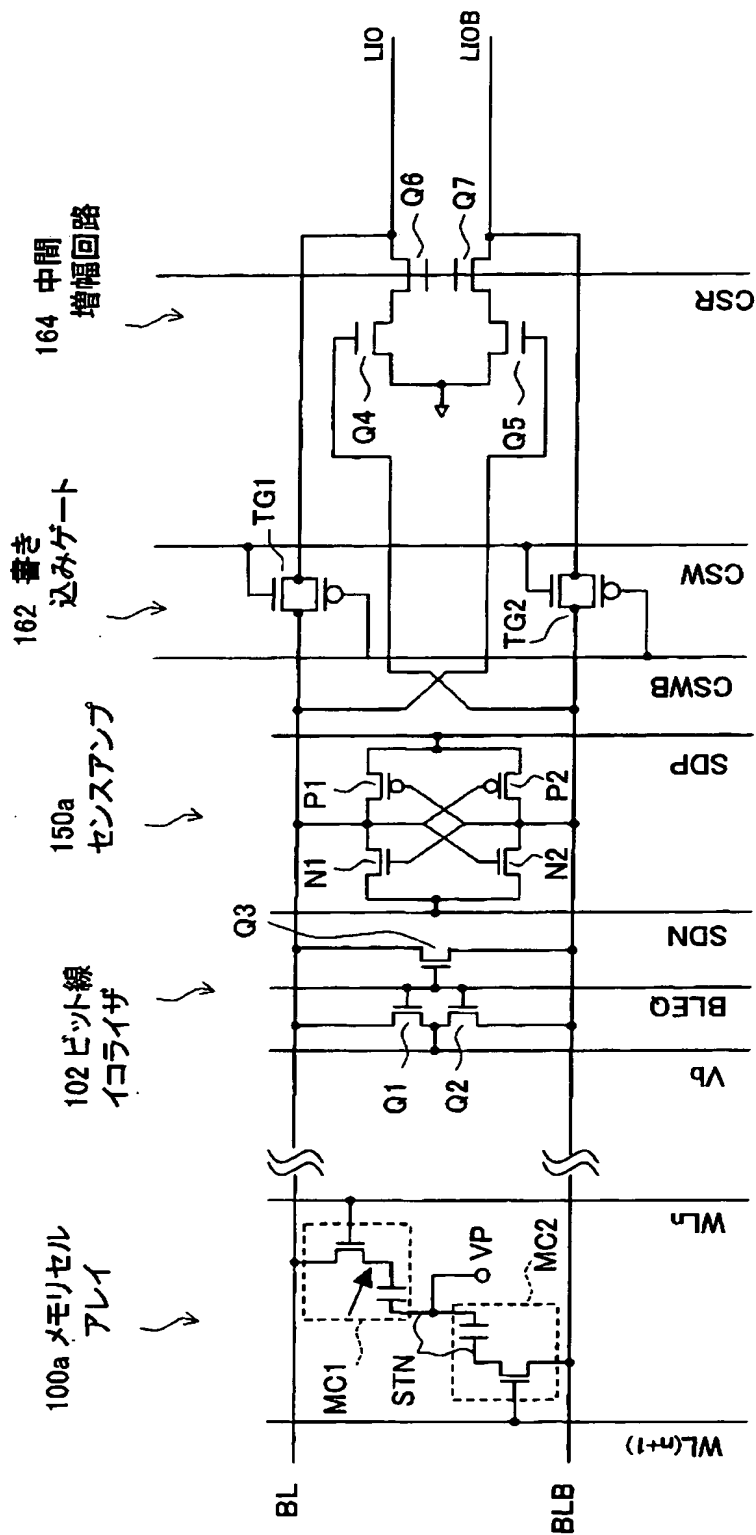 100a メモリセル
アレイ
102 ビット線
イコライザ
150a
センスアンプ
162 書き
込みゲート
164 中間
増幅回路
BL
BLB
MC1
STN
VP
MC2
WL(n+1)
WLn
Q1
Q2
Q3
Vb
BLEQ
SDN
N1
P1
N2
P2
SDP
CSWB
TG1
TG2
CSW
Q4
Q5
Q6
Q7
CSR
LIO
LIOB